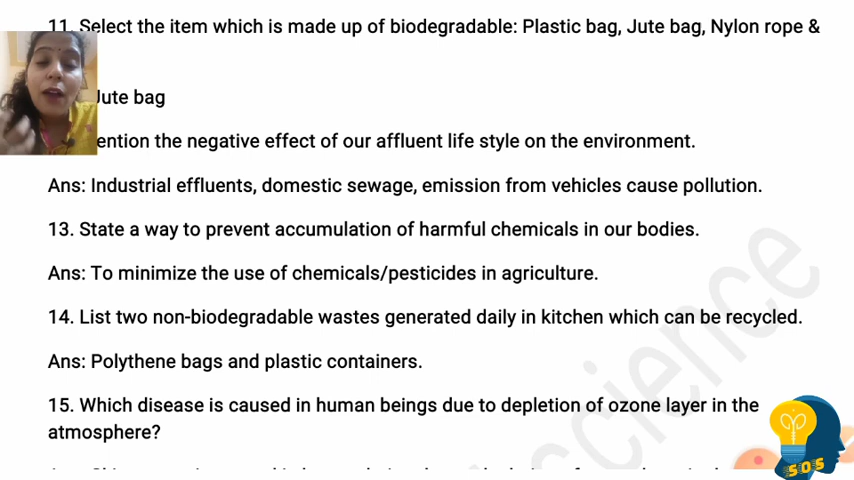 11. Select the item which is made up of biodegradable: Plastic bag, Jute bag, Nylon rope &
Jute bag
the negative effect of our affluent life style on the environment.
Ans: Industrial effluents, domestic sewage, emission from vehicles cause pollution.
13. State a way to prevent accumulation of harmful chemicals in our bodies.
Ans: To minimize the use of chemicals/pesticides in agriculture.
14. List two non-biodegradable wastes generated daily in kitchen which can be recycled.
Ans: Polythene bags and plastic containers.
15. Which disease is caused in human beings due to depletion of ozone layer in the
atmosphere?
science
SOS